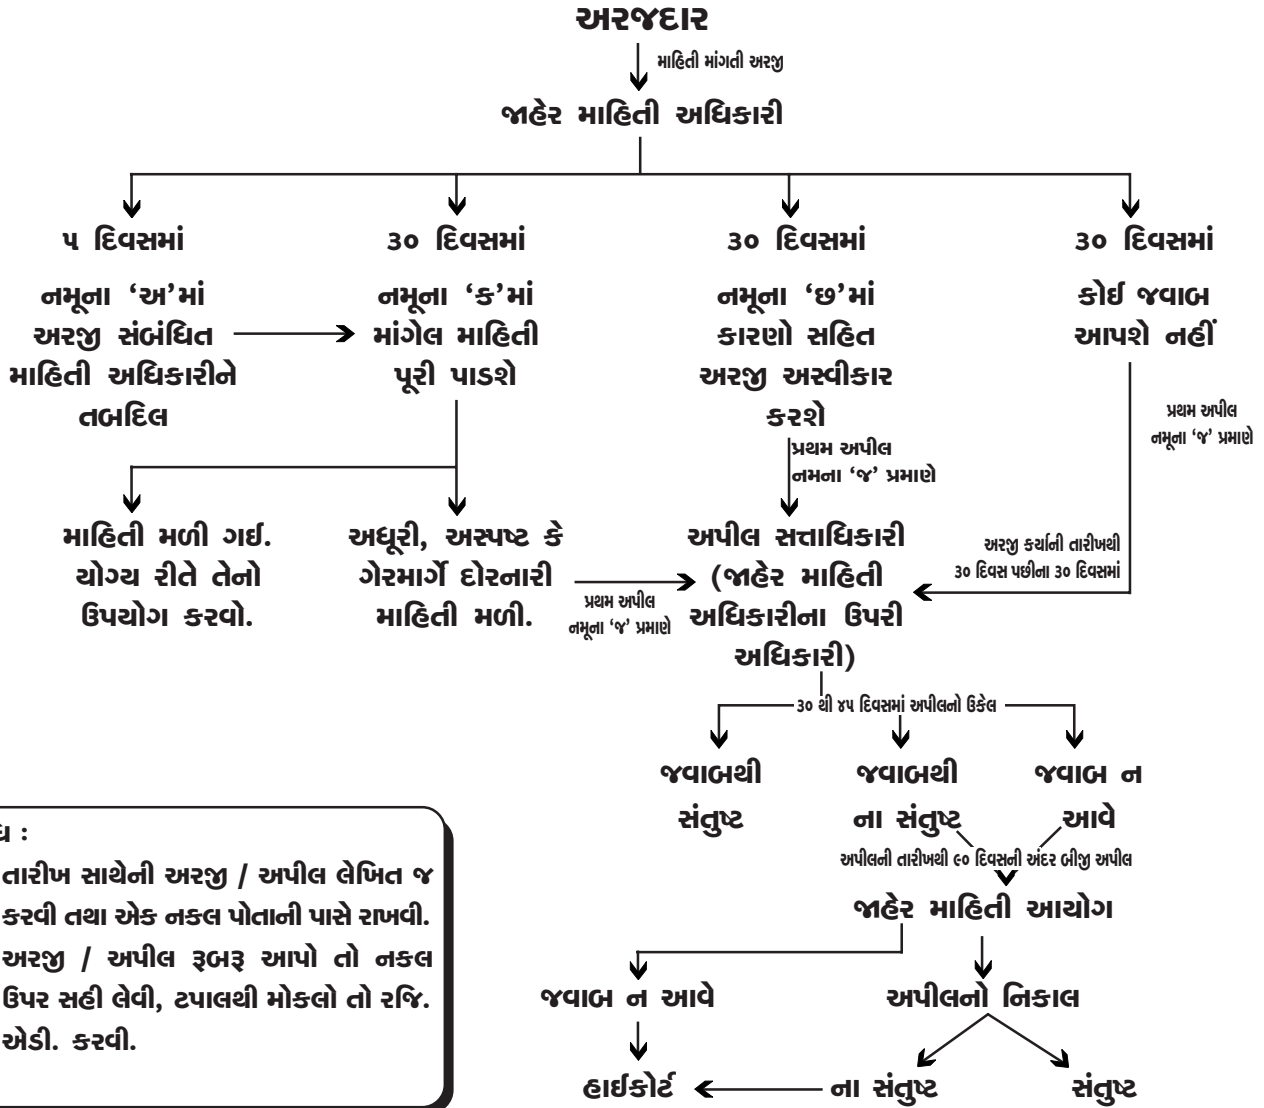 અરજદાર
માહિતી માંગતી અરજી
જાહેર માહિતી અધિકારી
૫ દિવસમાં
નમૂના ‘અ’માં
અરજી સંબંધિત
માહિતી અધિકારીને
તબદિલ
૩૦ દિવસમાં
નમૂના ‘ક’માં
માંગેલ માહિતી
પૂરી પાડશે
૩૦ દિવસમાં
નમૂના ‘છ’માં
કારણો સહિત
અરજી અસ્વીકાર
કરશે
૩૦ દિવસમાં
કોઈ જવાબ
આપશે નહીં
પ્રથમ અપીલ
નમના ‘જ’ પ્રમાણે
પ્રથમ અપીલ
નમૂના ‘જ’ પ્રમાણે
માહિતી મળી ગઈ.
યોગ્ય રીતે તેનો
ઉપયોગ કરવો.
અધૂરી, અસ્પષ્ટ કે
ગેરમાર્ગે દોરનારી
માહિતી મળી.
પ્રથમ અપીલ
નમૂના ‘જ’ પ્રમાણે
અપીલ સત્તાધિકારી
(જાહેર માહિતી
અધિકારીના ઉપરી
અધિકારી)
અરજી કર્યાની તારીખથી
૩૦ દિવસ પછીના ૩૦ દિવસમાં
૩૦ થી ૪૫ દિવસમાં અપીલનો ઉકેલ
જવાબથી
સંતુષ્ટ
જવાબથી
ના સંતુષ્ટ
જવાબ ન
આવે
અપીલની તારીખથી ૯૦ દિવસની અંદર બીજી અપીલ
જાહેર માહિતી આયોગ
જવાબ ન આવે
અપીલનો નિકાલ
હાઈકોર્ટ
ના સંતુષ્ટ
સંતુષ્ટ
ધ :
તારીખ સાથેની અરજી / અપીલ લેખિત જ
કરવી તથા એક નકલ પોતાની પાસે રાખવી.
અરજી / અપીલ રૂબરૂ આપો તો નકલ
ઉપર સહી લેવી, ટપાલથી મોકલો તો રજિ.
એડી. કરવી.